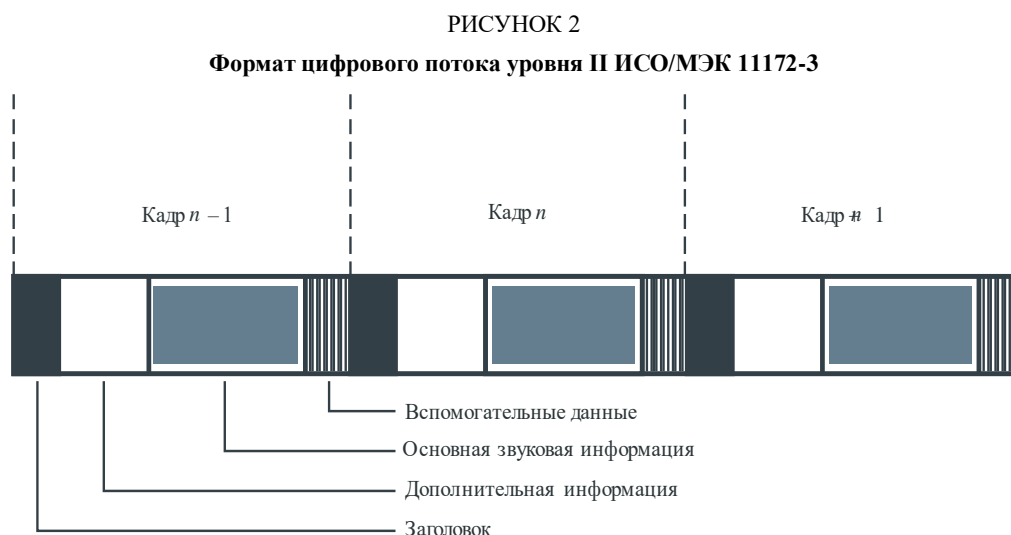 РИСУНОК 2
Формат цифрового потока уровня II ИСО/МЭК 11172-3
Кадр n – 1
Кадр n
Кадр n 1
Вспомогательные данные
Основная звуковая информация
Дополнительная информация
Заголовок